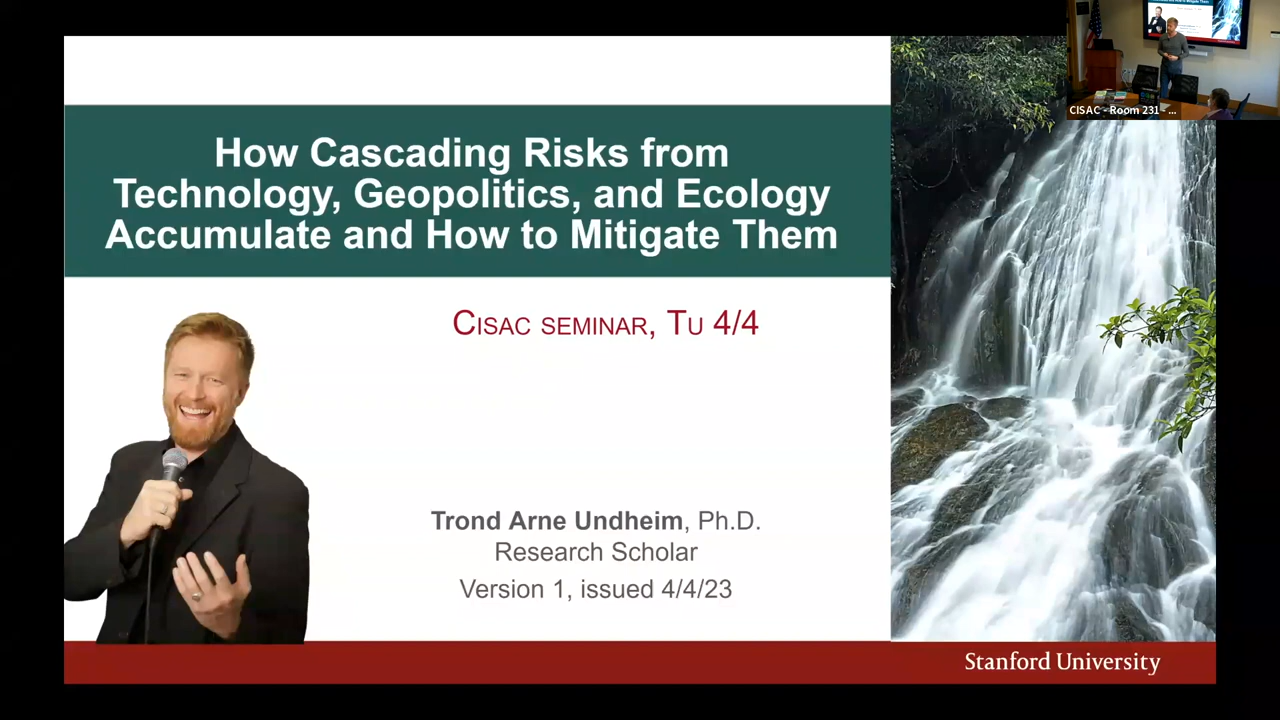 How Cascading Risks from
Technology, Geopolitics, and Ecology
Accumulate and How to Mitigate Them
CISAC SEMINAR, TU 4/4
Trond Arne Undheim, Ph.D.
Research Scholar
Version 1, issued 4/4/23
Stanford University
CISAC - Room 231 - ...